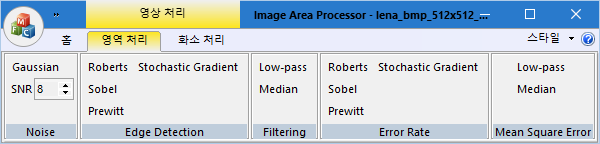 영상 처리
Image Area Processor - lena_bmp_512x512_...
MFC
홈 영역 처리 화소 처리 스타일
Gaussian
SNR 8
Noise
Roberts Stochastic Gradient
Sobel
Prewitt
Edge Detection
Low-pass
Median
Filtering
Roberts Stochastic Gradient
Sobel
Prewitt
Error Rate
Low-pass
Median
Mean Square Error